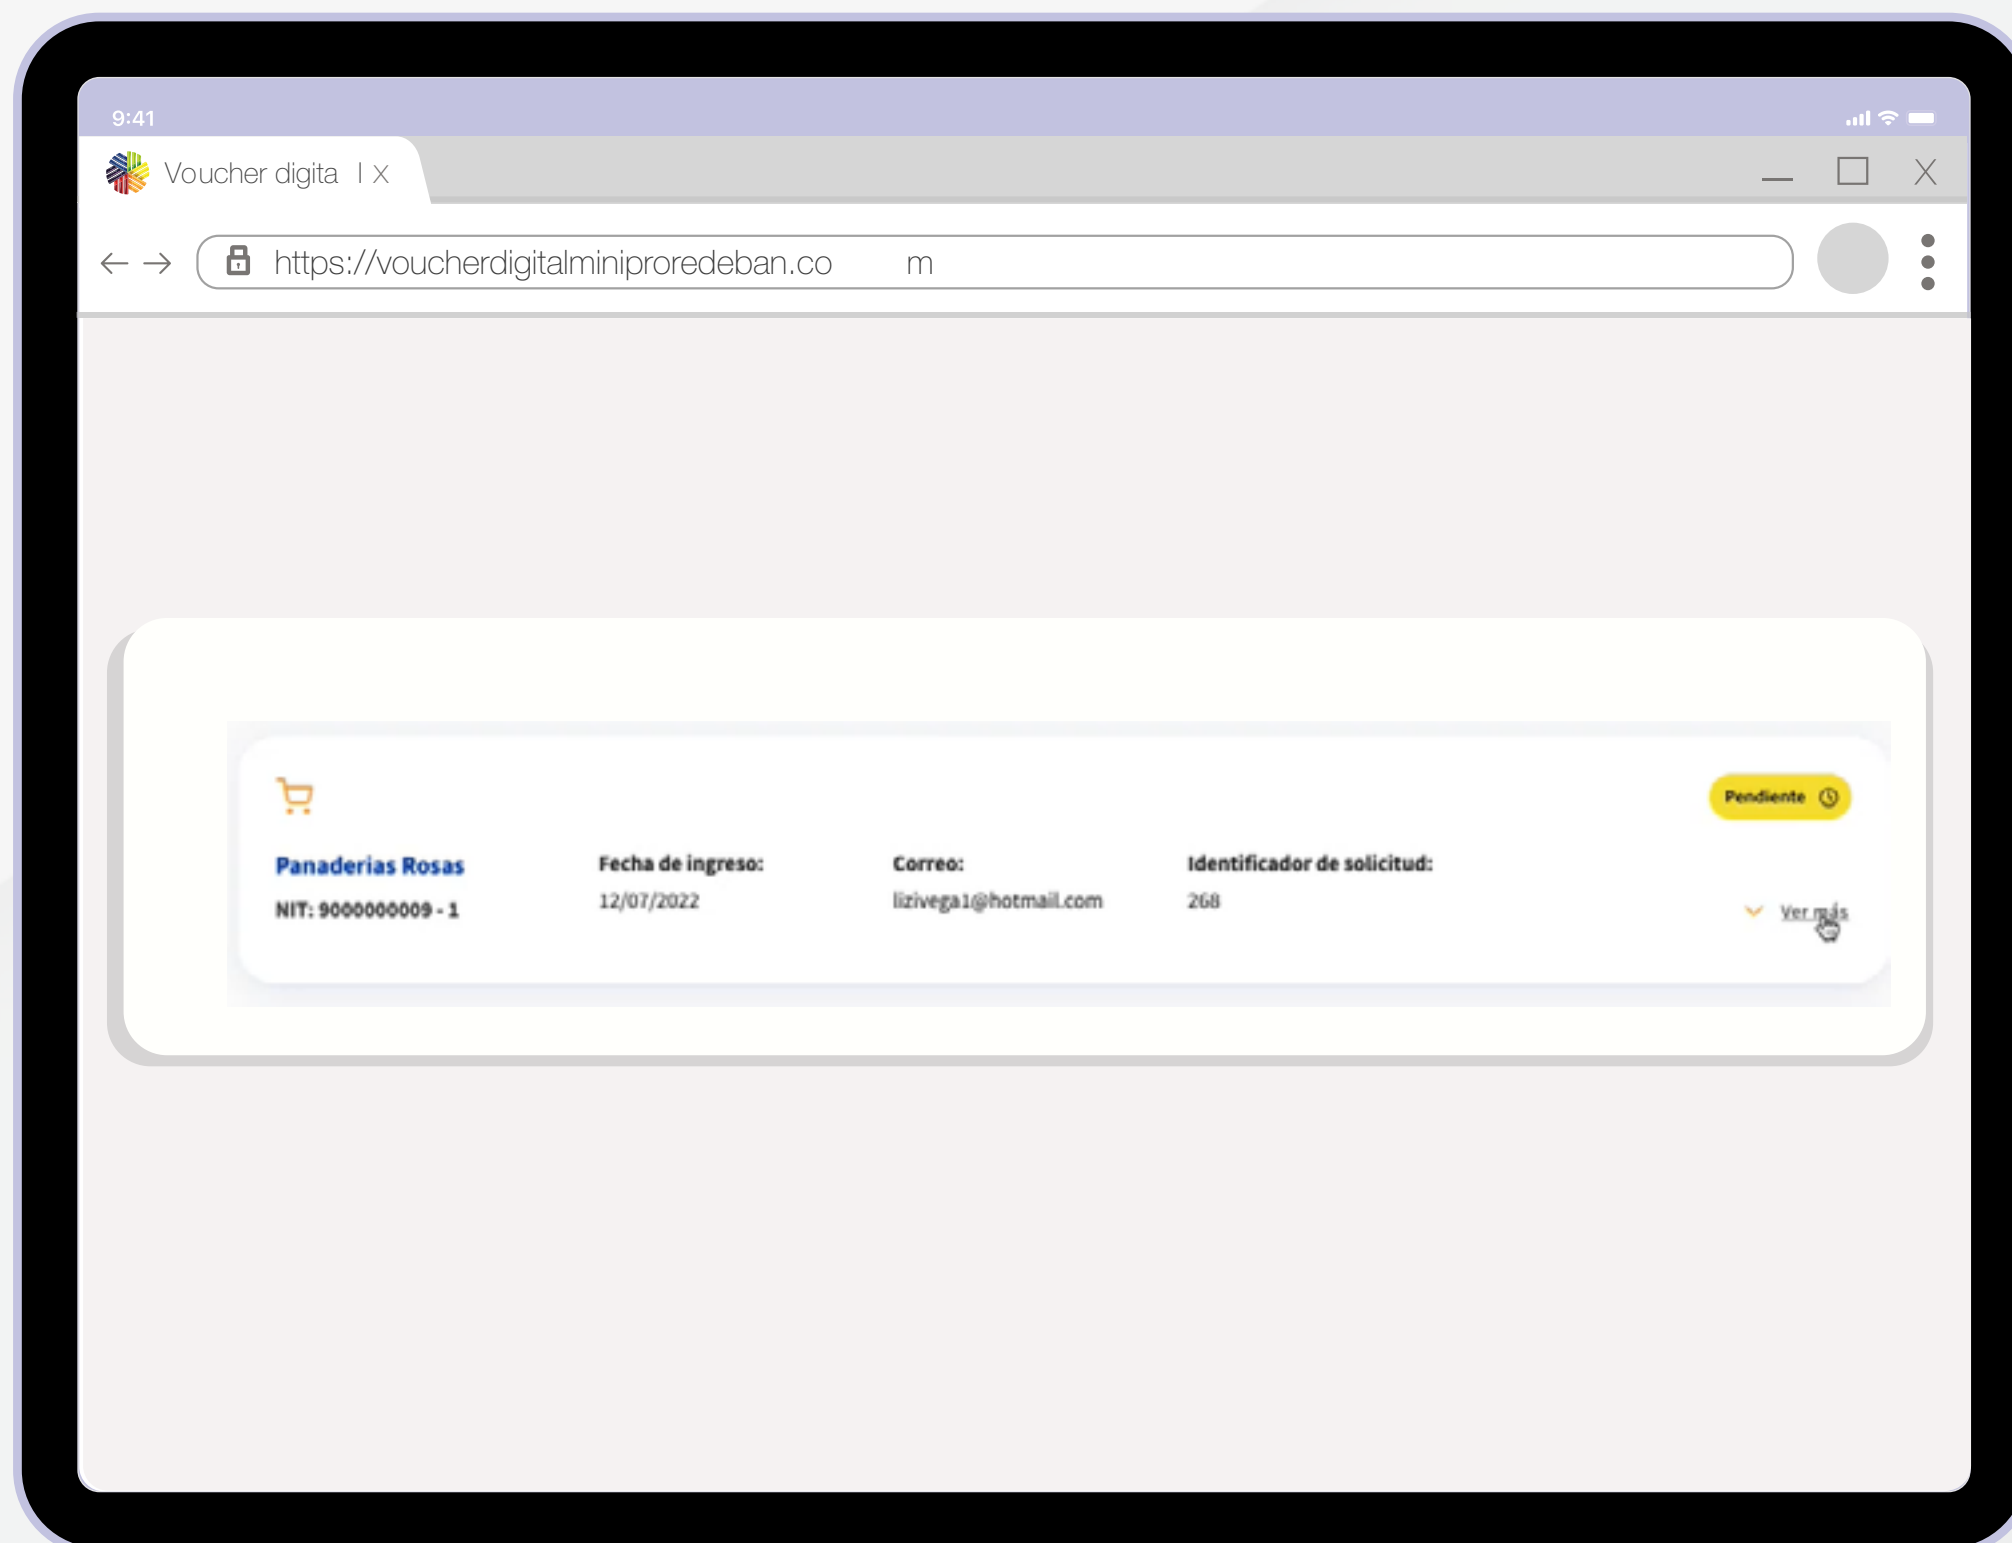 9:41
Voucher digita l X
https://voucherdigitalminiproredeban.co m
Pendiente
Panaderias Rosas
NIT: 9000000009 - 1
Fecha de ingreso:
12/07/2022
Correo:
lizivega1@hotmail.com
Identificador de solicitud:
268
Ver más